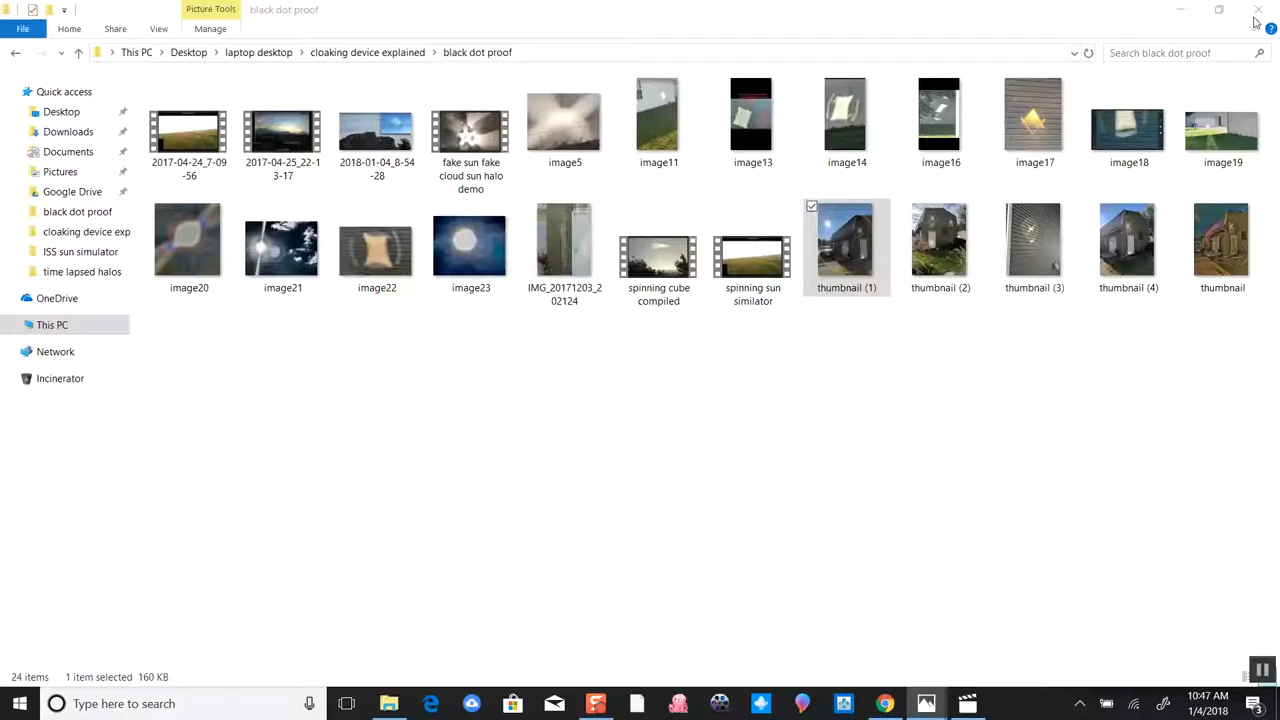 Picture Tools
black dot proof
File
Home
Share
View
Manage
This PC
Desktop
laptop desktop
cloaking device explained
black dot proof
Search black dot proof
Quick access
Desktop
Downloads
Documents
Pictures
Google Drive
black dot proof
cloaking device exp
ISS sun simulator
time lapsed halos
OneDrive
This PC
Network
Incinerator
2017-04-24_7-09
-56
2017-04-25_22-1
3-17
2018-01-04_8-54
-28
fake sun fake
cloud sun halo
demo
image5
image11
image13
image14
image16
image17
image18
image19
image20
image21
image22
image23
IMG_20171203_2
02124
spinning cube
compiled
spinning sun
similator
thumbnail (1)
thumbnail (2)
thumbnail (3)
thumbnail (4)
thumbnail
24 items
1 item selected 160 KB
Type here to search
10:47 AM
1/4/2018
3